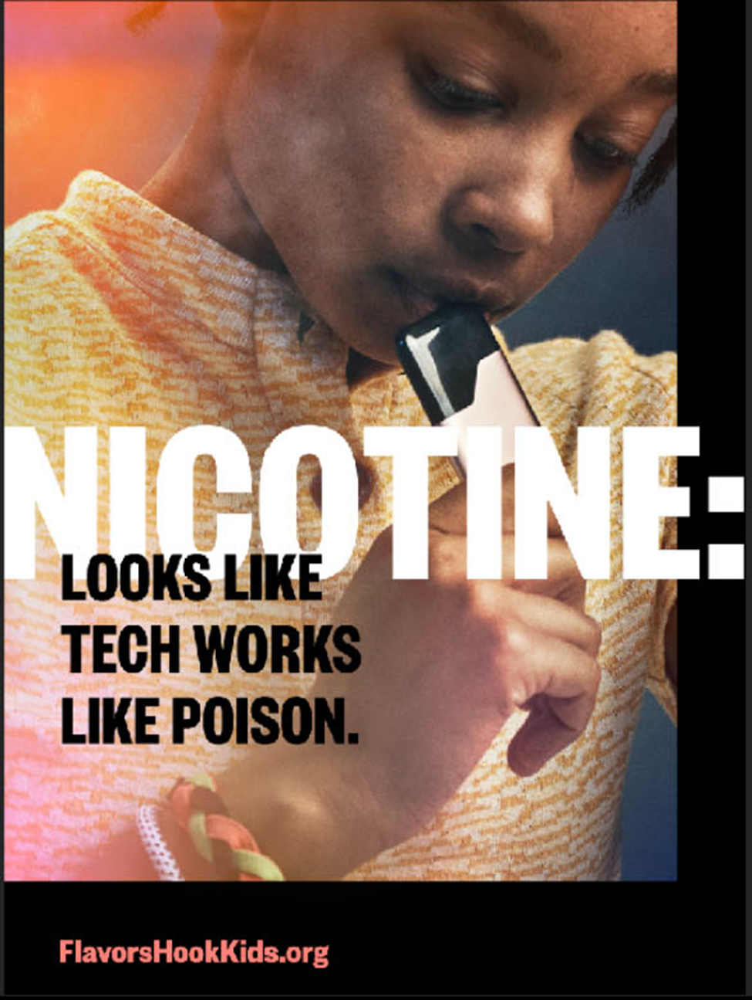 NICOTINE:
LOOKS LIKE
TECH WORKS
LIKE POISON.
FlavorsHookKids.org